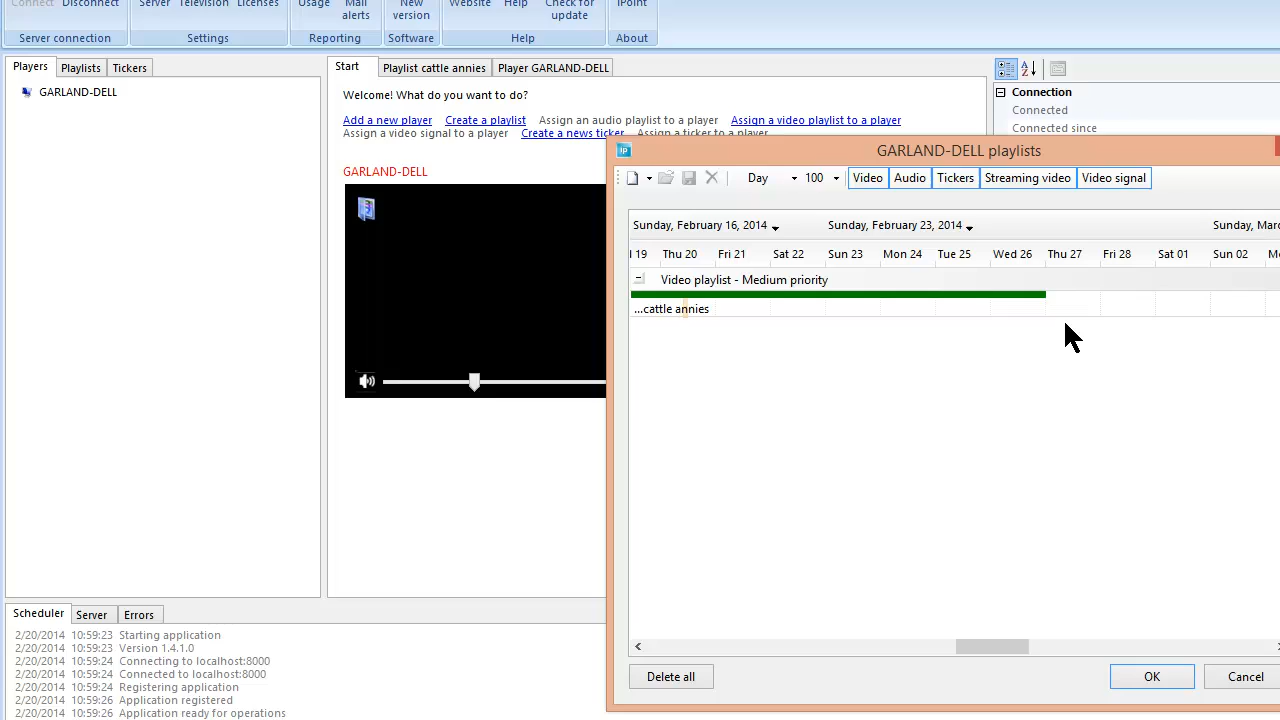 Connect Disconnect Server Television Licenses Usage Mail alerts New version Website Help Check for update iPoint
Server connection Settings Reporting Software Help About
Players Playlists Tickers
GARLAND-DELL
Start Playlist cattle annies Player GARLAND-DELL
Welcome! What do you want to do?
Add a new player Create a playlist Assign an audio playlist to a player Assign a video playlist to a player
Assign a video signal to a player Create a news ticker Assign a ticker to a player
GARLAND-DELL
Connection
Connected
Connected since
ip GARLAND-DELL playlists
Day 100 Video Audio Tickers Streaming video Video signal
Sunday, February 16, 2014 Sunday, February 23, 2014 Sunday, Marc
l 19 Thu 20 Fri 21 Sat 22 Sun 23 Mon 24 Tue 25 Wed 26 Thu 27 Fri 28 Sat 01 Sun 02 Mo
Video playlist - Medium priority
...cattle annies
Delete all OK Cancel
Scheduler Server Errors
2/20/2014 10:59:23 Starting application
2/20/2014 10:59:23 Version 1.4.1.0
2/20/2014 10:59:24 Connecting to localhost:8000
2/20/2014 10:59:24 Connected to localhost:8000
2/20/2014 10:59:24 Registering application
2/20/2014 10:59:26 Application registered
2/20/2014 10:59:26 Application ready for operations